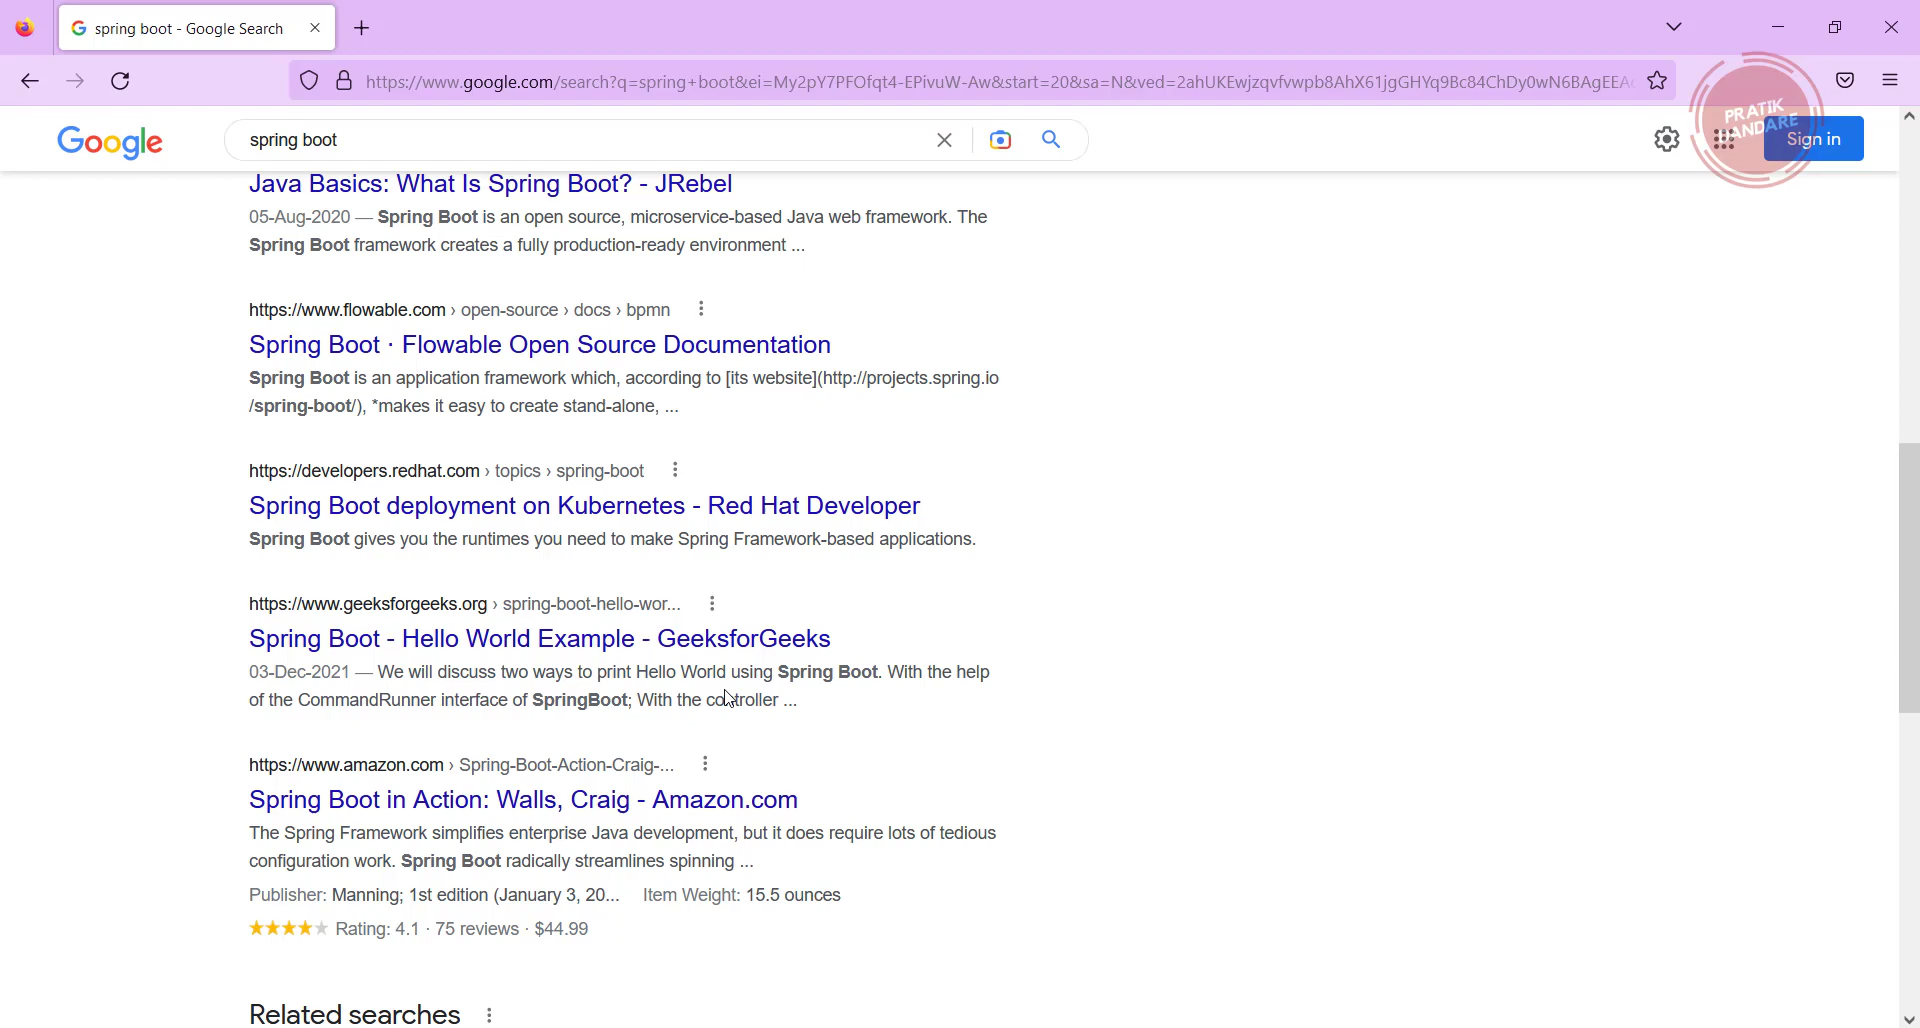 spring boot - Google Search
https://www.google.com/search?q=spring+boot&ei=My2pY7PFOfqt4-EPivuW-Aw&start=20&sa=N&ved=2ahUKEwjzqvfvwpb8AhX61jgGHYq9Bc84ChDy0wN6BAgEEA
PRATIK
Google
spring boot
Sign in
Java Basics: What Is Spring Boot? - JRebel
05-Aug-2020 — Spring Boot is an open source, microservice-based Java web framework. The
Spring Boot framework creates a fully production-ready environment ...
https://www.flowable.com › open-source › docs › bpmn
Spring Boot · Flowable Open Source Documentation
Spring Boot is an application framework which, according to [its website](http://projects.spring.io
/spring-boot/), *makes it easy to create stand-alone, ...
https://developers.redhat.com › topics › spring-boot
Spring Boot deployment on Kubernetes - Red Hat Developer
Spring Boot gives you the runtimes you need to make Spring Framework-based applications.
https://www.geeksforgeeks.org › spring-boot-hello-wor...
Spring Boot - Hello World Example - GeeksforGeeks
03-Dec-2021 — We will discuss two ways to print Hello World using Spring Boot. With the help
of the CommandRunner interface of SpringBoot; With the controller ...
https://www.amazon.com › Spring-Boot-Action-Craig-...
Spring Boot in Action: Walls, Craig - Amazon.com
The Spring Framework simplifies enterprise Java development, but it does require lots of tedious
configuration work. Spring Boot radically streamlines spinning ...
Publisher: Manning; 1st edition (January 3, 20... Item Weight: 15.5 ounces
Rating: 4.1 · 75 reviews · $44.99
Related searches